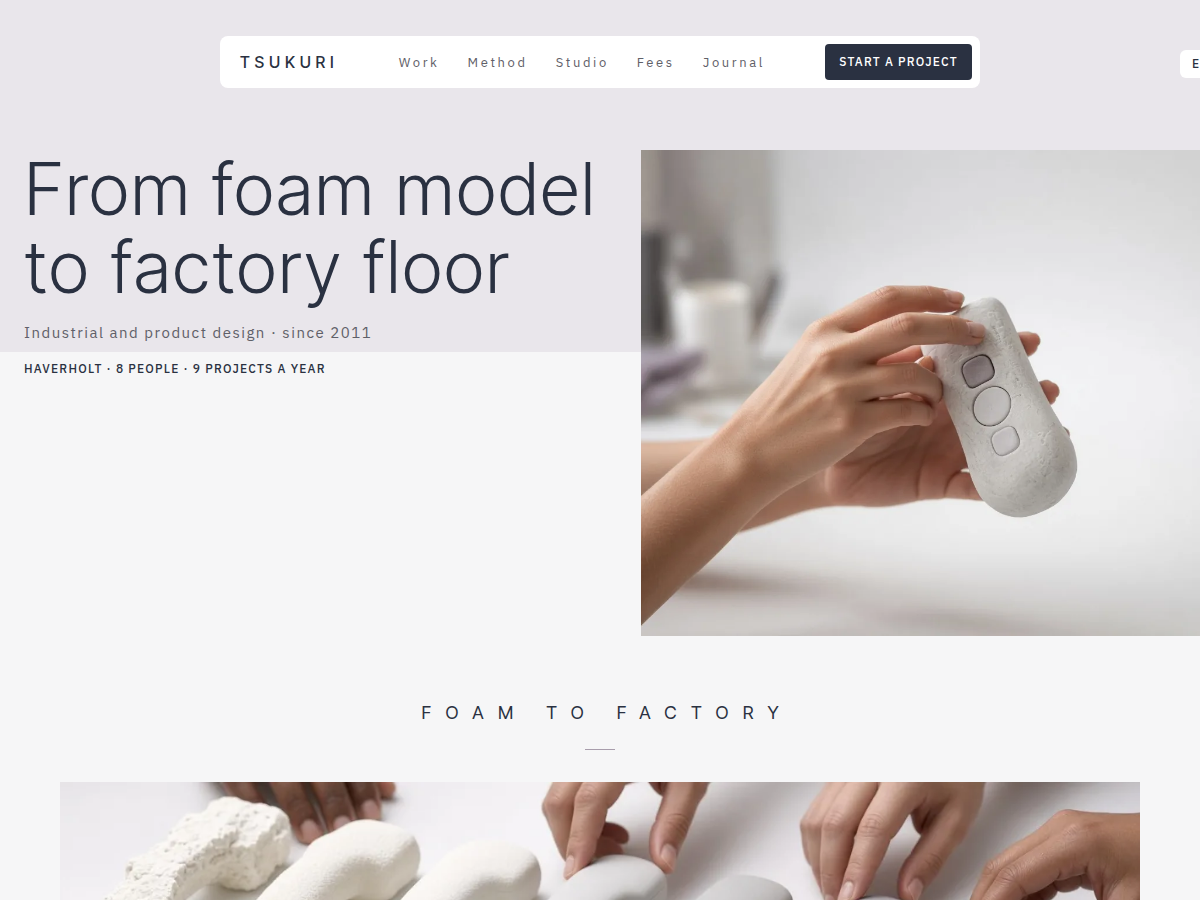 TSUKURI
Work Method Studio Fees Journal
START A PROJECT
From foam model
to factory floor
Industrial and product design · since 2011
HAVERHOLT · 8 PEOPLE · 9 PROJECTS A YEAR
FOAM TO FACTORY